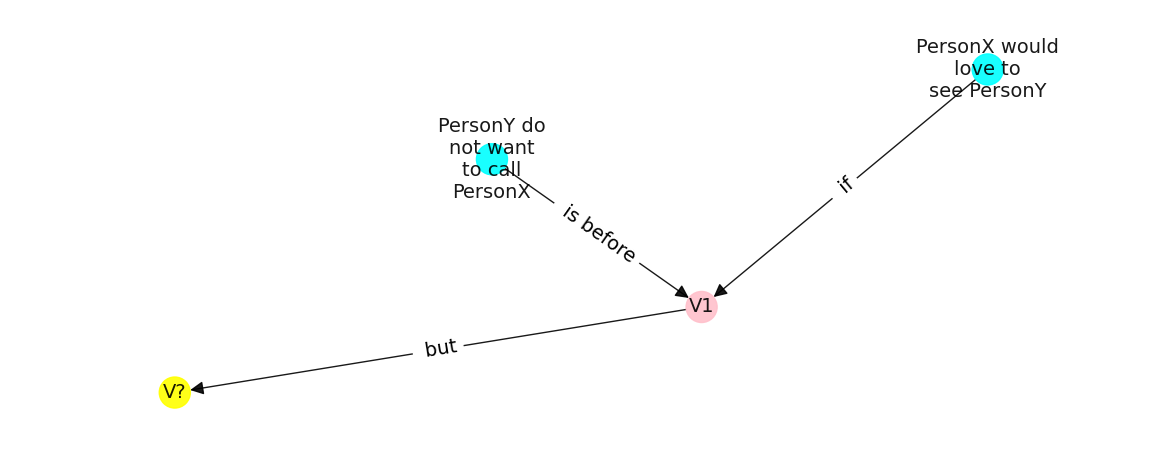 PersonX would
love to
see PersonY
PersonY do
not want
to call
PersonX
if
is before
V1
but
V?